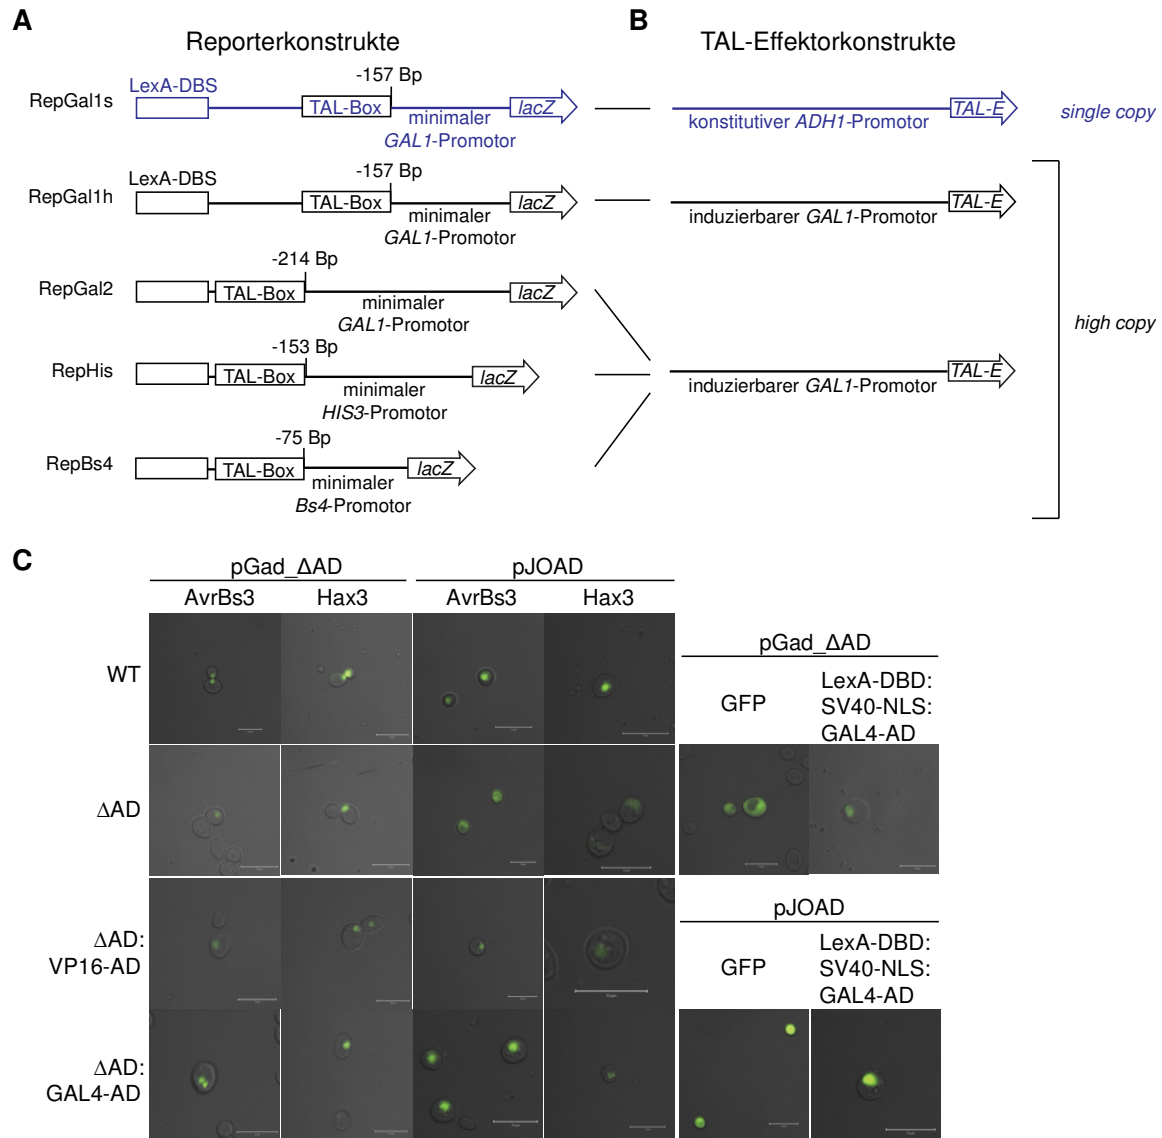 A
Reporterkonstrukte
B
TAL-Effektorkonstrukte
RepGal1s
LexA-DBS
-157 Bp
TAL-Box
lacZ
minimaler
GAL1-Promotor
konstitutiver ADH1-Promotor
TAL-E
single copy
RepGal1h
LexA-DBS
-157 Bp
TAL-Box
lacZ
minimaler
GAL1-Promotor
induzierbarer GAL1-Promotor
TAL-E
RepGal2
-214 Bp
TAL-Box
lacZ
minimaler
GAL1-Promotor
high copy
RepHis
-153 Bp
TAL-Box
lacZ
minimaler
HIS3-Promotor
induzierbarer GAL1-Promotor
TAL-E
RepBs4
-75 Bp
TAL-Box
lacZ
minimaler
Bs4-Promotor
C
pGad_ΔAD
pJOAD
AvrBs3
Hax3
AvrBs3
Hax3
WT
ΔAD
ΔAD:
VP16-AD
ΔAD:
GAL4-AD
pGad_ΔAD
GFP
LexA-DBD:
SV40-NLS:
GAL4-AD
pJOAD
GFP
LexA-DBD:
SV40-NLS:
GAL4-AD